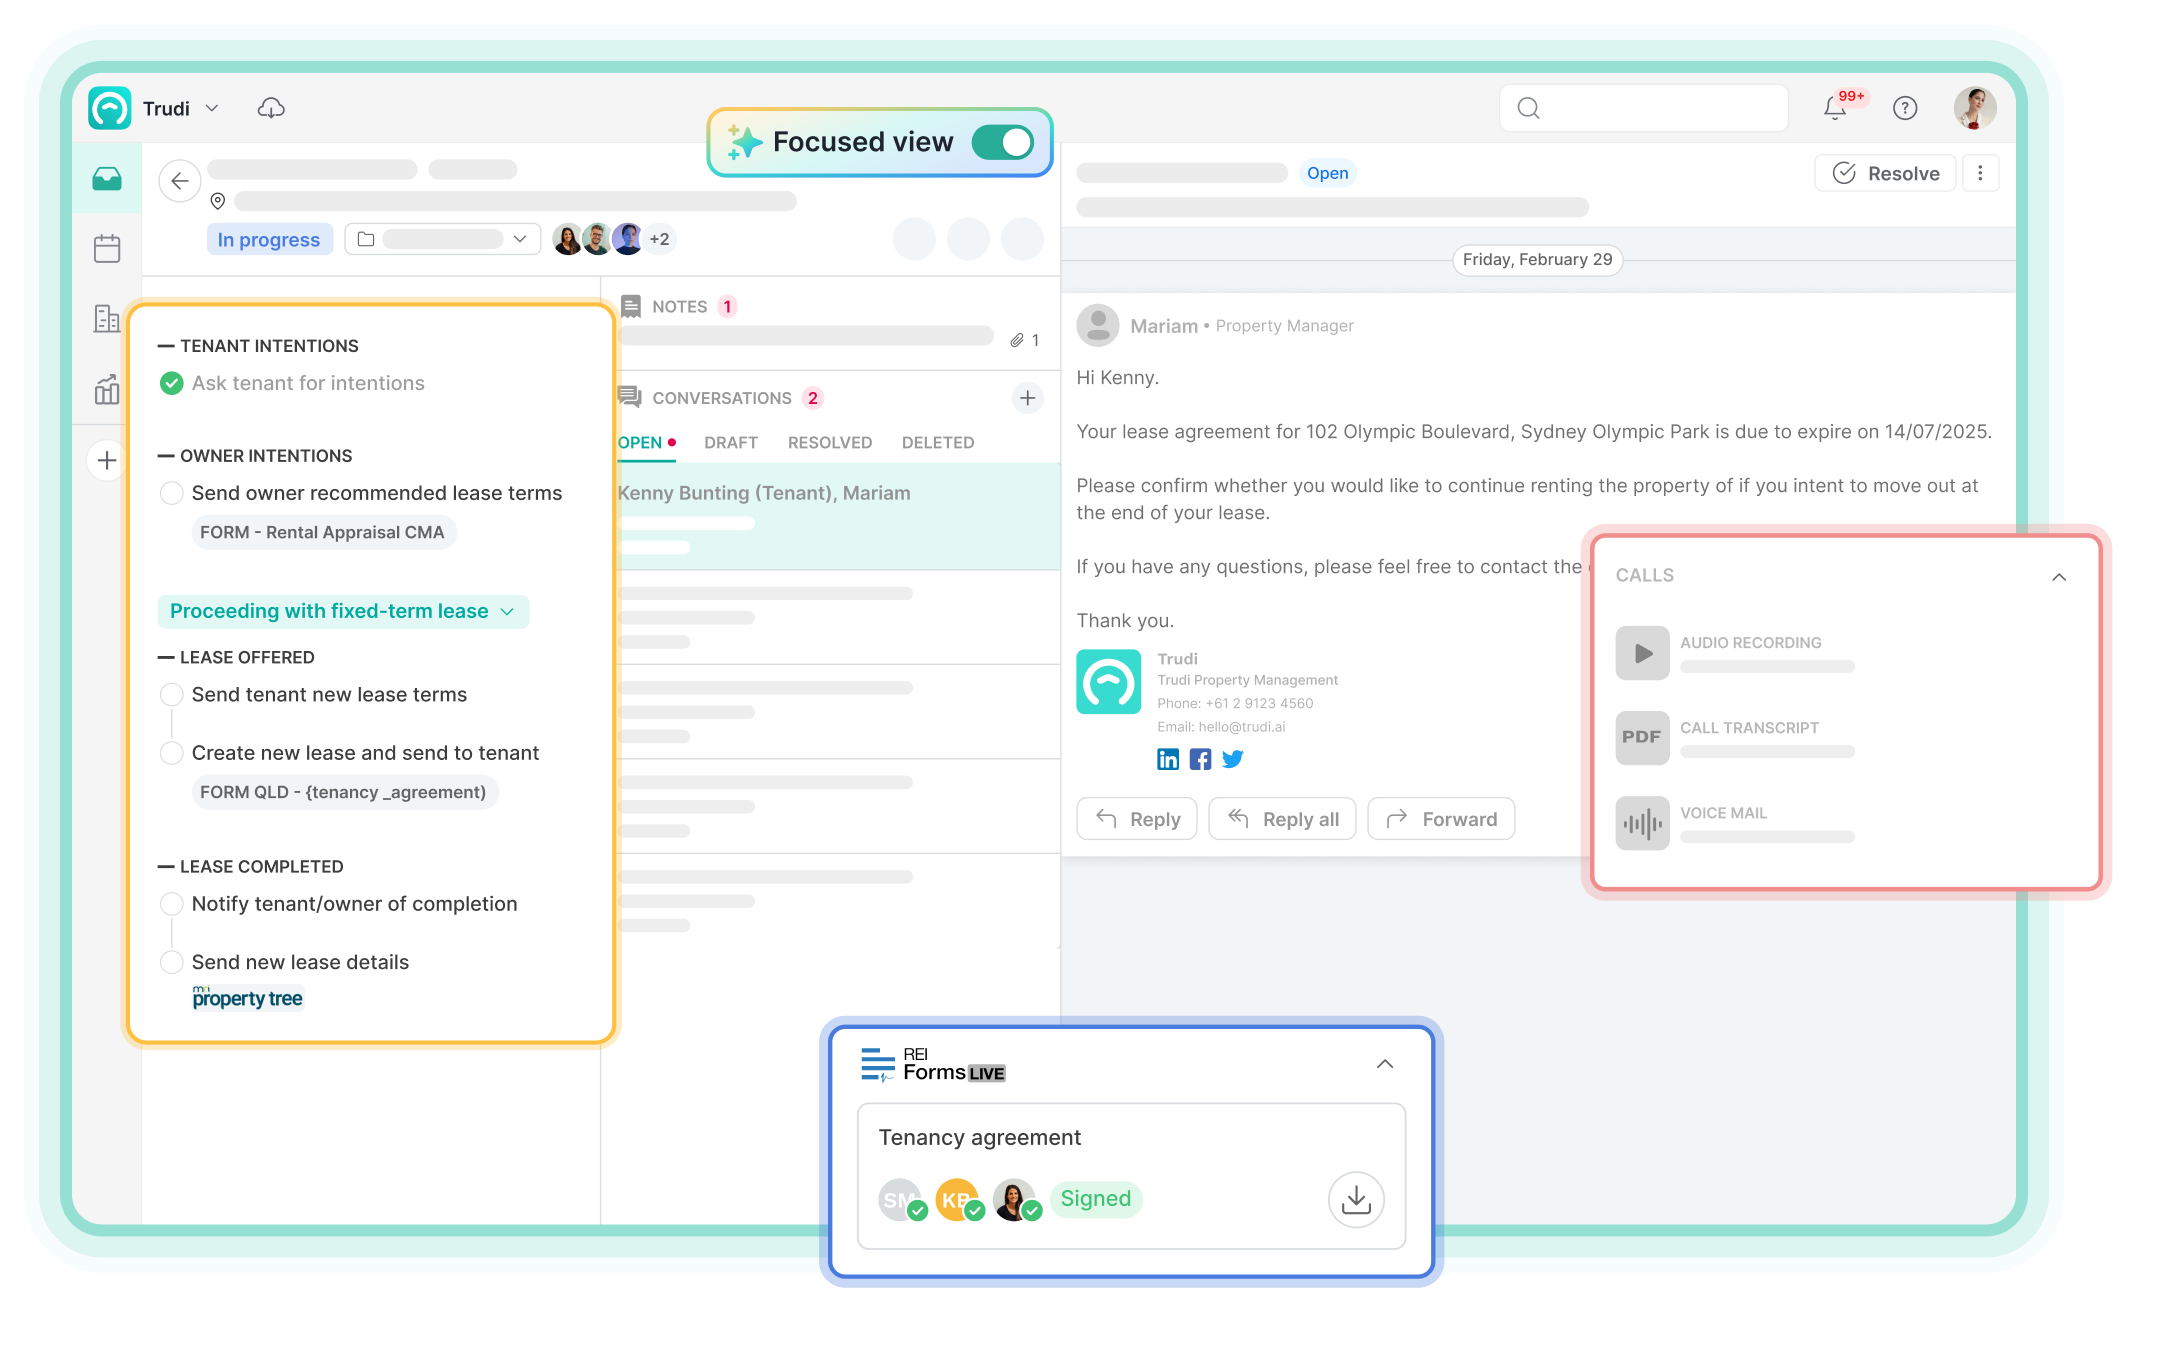 Trudi
Focused view
99+
In progress
+2
Open
Resolve
Friday, February 29
TENANT INTENTIONS
Ask tenant for intentions
OWNER INTENTIONS
Send owner recommended lease terms
FORM - Rental Appraisal CMA
Proceeding with fixed-term lease
LEASE OFFERED
Send tenant new lease terms
Create new lease and send to tenant
FORM QLD - {tenancy _agreement)
LEASE COMPLETED
Notify tenant/owner of completion
Send new lease details
mri
property tree
NOTES 1
1
CONVERSATIONS 2
OPEN DRAFT RESOLVED DELETED
Kenny Bunting (Tenant), Mariam
Mariam • Property Manager
Hi Kenny.
Your lease agreement for 102 Olympic Boulevard, Sydney Olympic Park is due to expire on 14/07/2025.
Please confirm whether you would like to continue renting the property of if you intent to move out at
the end of your lease.
If you have any questions, please feel free to contact the
Thank you.
Trudi
Trudi Property Management
Phone: +61 2 9123 4560
Email: hello@trudi.ai
in f
Reply
Reply all
Forward
CALLS
AUDIO RECORDING
PDF
CALL TRANSCRIPT
VOICE MAIL
REI
Forms LIVE
Tenancy agreement
SM KB Signed